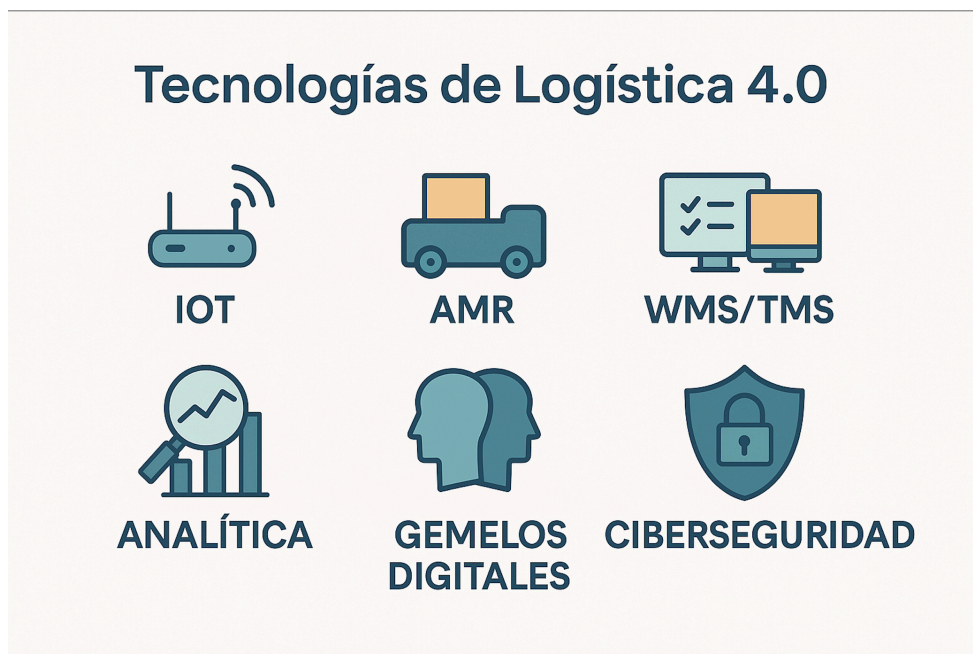 Tecnologías de Logística 4.0
IOT
AMR
WMS/TMS
ANALÍTICA
GEMELOS
DIGITALES
CIBERSEGURIDAD